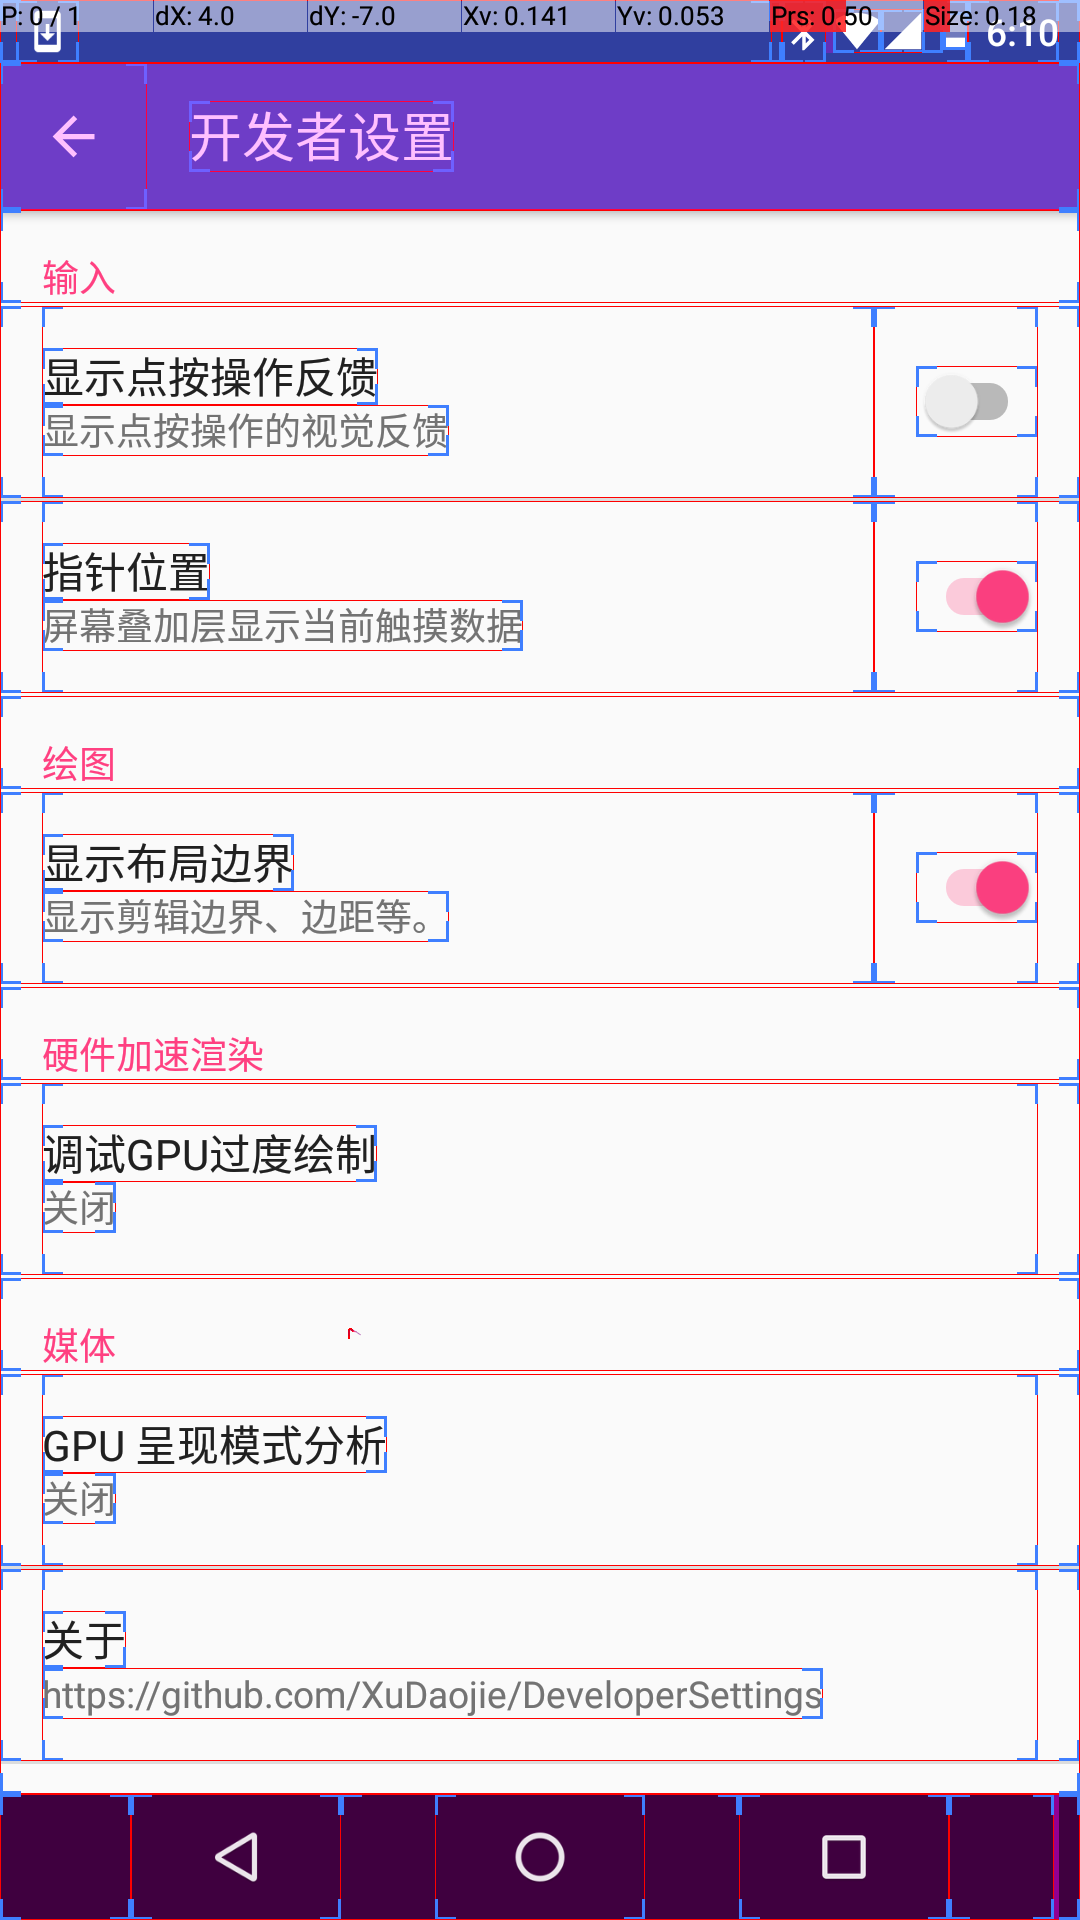 P: 0 / 1 dX: 4.0 dY: -7.0 Xv: 0.141 Yv: 0.053 Prs: 0.50 Size: 0.18
6:10
开发者设置
输入
显示点按操作反馈
显示点按操作的视觉反馈
指针位置
屏幕叠加层显示当前触摸数据
绘图
显示布局边界
显示剪辑边界、边距等。
硬件加速渲染
调试GPU过度绘制
关闭
媒体
GPU 呈现模式分析
关闭
关于
https://github.com/XuDaojie/DeveloperSettings